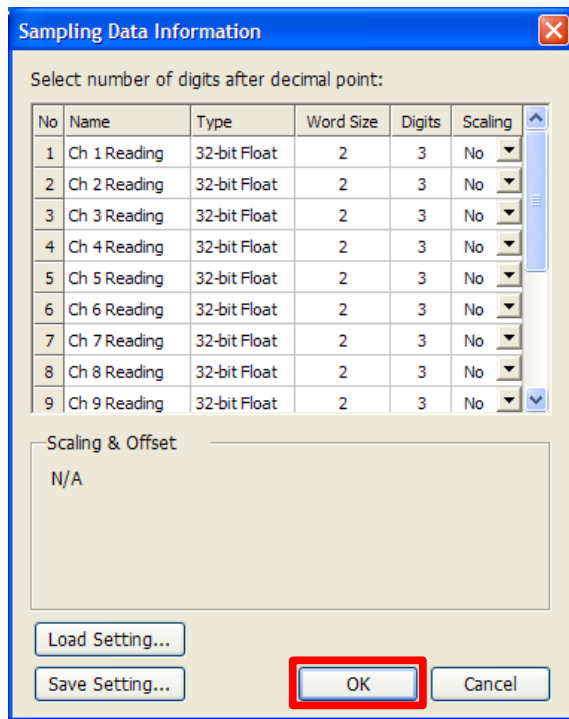 Sampling Data Information
Select number of digits after decimal point:
No Name Type Word Size Digits Scaling
1 Ch 1 Reading 32-bit Float 2 3 No
2 Ch 2 Reading 32-bit Float 2 3 No
3 Ch 3 Reading 32-bit Float 2 3 No
4 Ch 4 Reading 32-bit Float 2 3 No
5 Ch 5 Reading 32-bit Float 2 3 No
6 Ch 6 Reading 32-bit Float 2 3 No
7 Ch 7 Reading 32-bit Float 2 3 No
8 Ch 8 Reading 32-bit Float 2 3 No
9 Ch 9 Reading 32-bit Float 2 3 No
Scaling & Offset
N/A
Load Setting...
Save Setting... OK Cancel